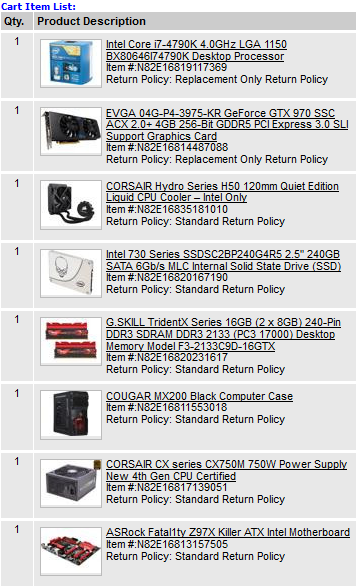 Cart Item List:
Qty. Product Description
1 Intel Core i7-4790K 4.0GHz LGA 1150
BX80646I74790K Desktop Processor
Item #:N82E16819117369
Return Policy: Replacement Only Return Policy
1 EVGA 04G-P4-3975-KR GeForce GTX 970 SSC
ACX 2.0+ 4GB 256-Bit GDDR5 PCI Express 3.0 SLI
Support Graphics Card
Item #:N82E16814487088
Return Policy: Replacement Only Return Policy
1 CORSAIR Hydro Series H50 120mm Quiet Edition
Liquid CPU Cooler – Intel Only
Item #:N82E16835181010
Return Policy: Standard Return Policy
1 Intel 730 Series SSDSC2BP240G4R5 2.5" 240GB
SATA 6Gb/s MLC Internal Solid State Drive (SSD)
Item #:N82E16820167190
Return Policy: Standard Return Policy
1 G.SKILL TridentX Series 16GB (2 x 8GB) 240-Pin
DDR3 SDRAM DDR3 2133 (PC3 17000) Desktop
Memory Model F3-2133C9D-16GTX
Item #:N82E16820231617
Return Policy: Standard Return Policy
1 COUGAR MX200 Black Computer Case
Item #:N82E16811553018
Return Policy: Standard Return Policy
1 CORSAIR CX series CX750M 750W Power Supply
New 4th Gen CPU Certified
Item #:N82E16817139051
Return Policy: Standard Return Policy
1 ASRock Fatal1ty Z97X Killer ATX Intel Motherboard
Item #:N82E16813157505
Return Policy: Standard Return Policy